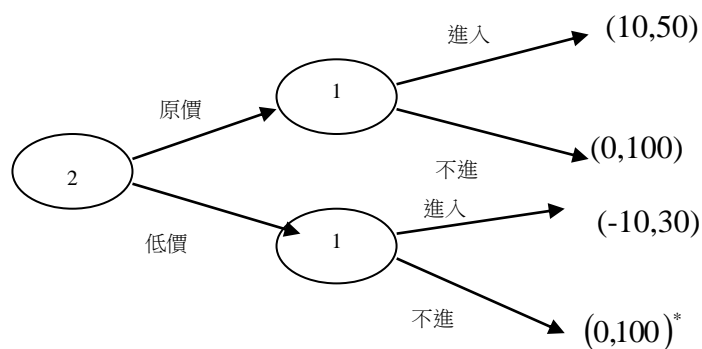 進入
(10,50)
1
原價
不進
(0,100)
2
進入
(-10,30)
低價
1
不進
(0,100)*